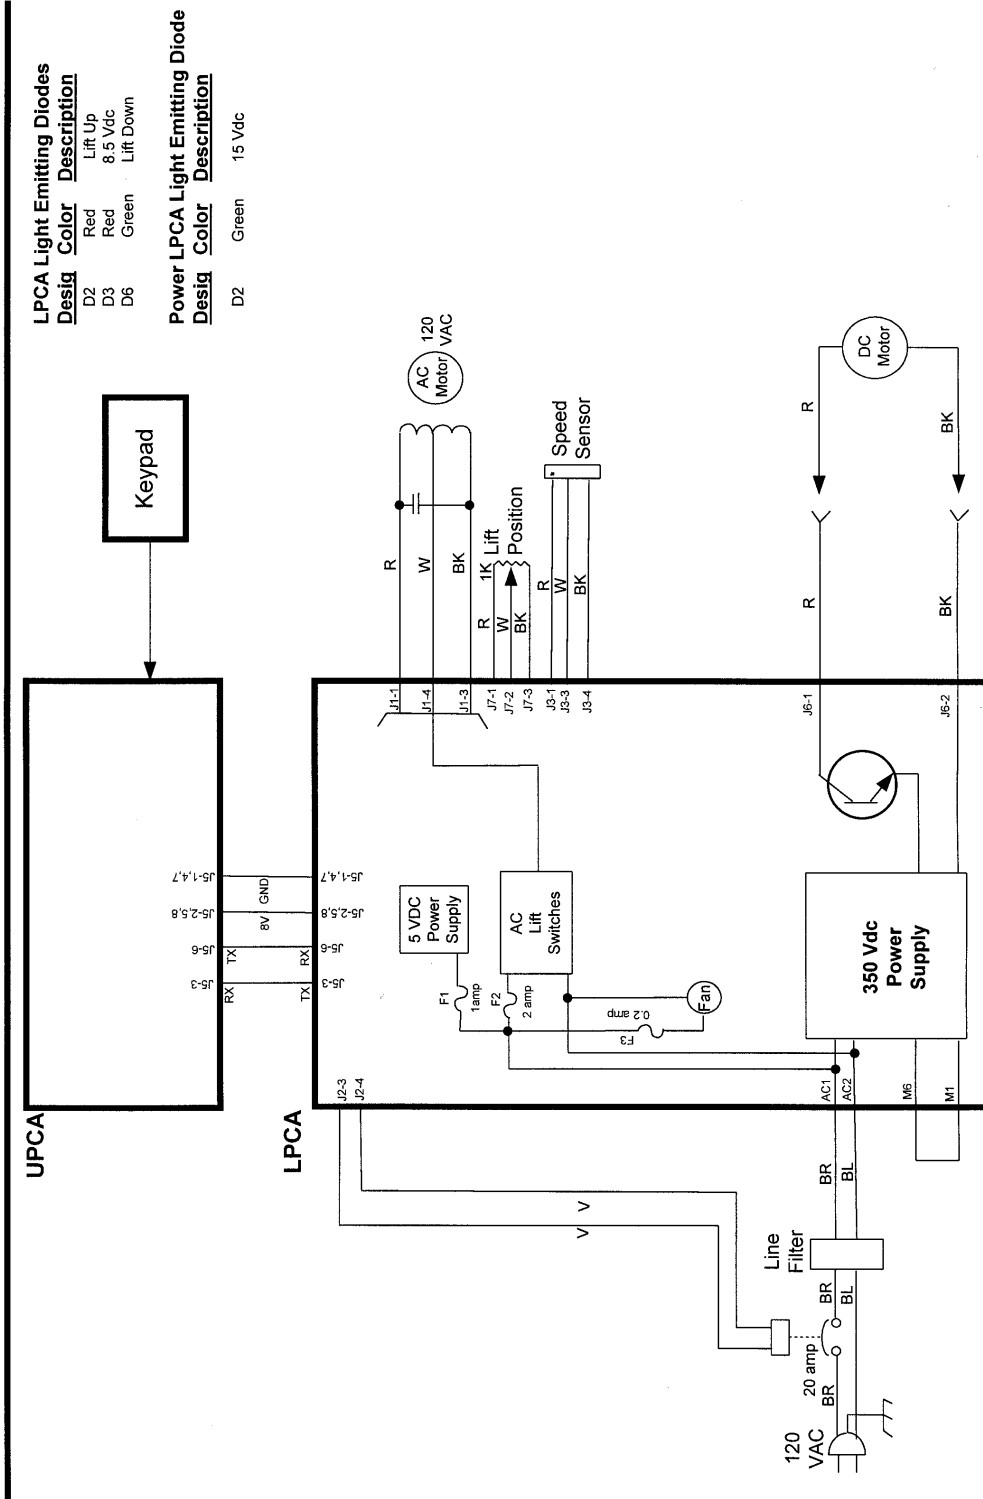 LPCA Light Emitting Diodes
Desig Color Description
D2 Red Lift Up
D3 Red 8.5 Vdc
D6 Green Lift Down
Power LPCA Light Emitting Diode
Desig Color Description
D2 Green 15 Vdc
Keypad
UPCA
J5-3
J5-6
J5-2,5,8
J5-1,4,7
RX
TX
8V
GND
TX
RX
J5-3
J5-6
J5-2,5,8
J5-1,4,7
LPCA
J2-3
J2-4
V
V
J1-1
J1-4
J1-3
R
W
BK
AC
Motor
120
VAC
J7-1
J7-2
J7-3
R
W
BK
1K
Lift
Position
J3-1
J3-3
J3-4
R
W
BK
Speed
Sensor
5 VDC
Power
Supply
F1
1amp
AC
Lift
Switches
F2
2 amp
F3
0.2 amp
Fan
350 Vdc
Power
Supply
AC1
AC2
M6
M1
J6-1
J6-2
R
BK
R
BK
DC
Motor
BR
BL
Line
Filter
BR
BL
20 amp
BR
120
VAC